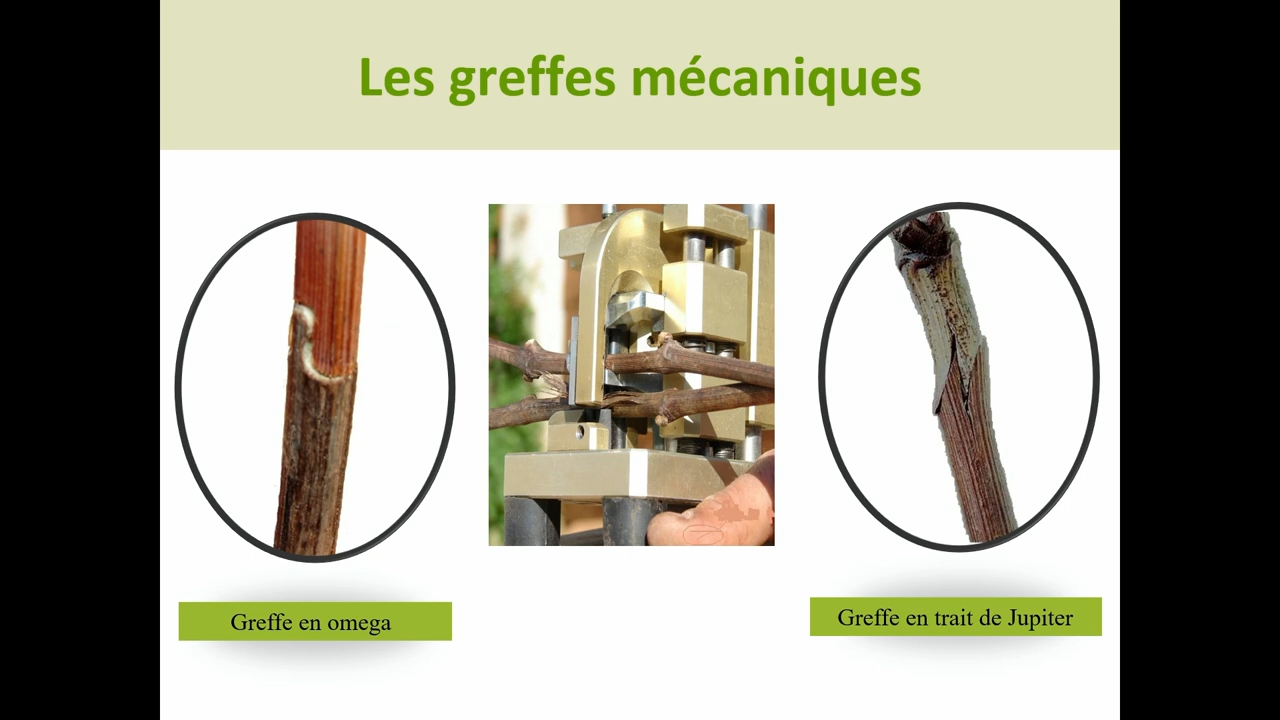 Les greffes mécaniques
Greffe en omega
Greffe en trait de Jupiter